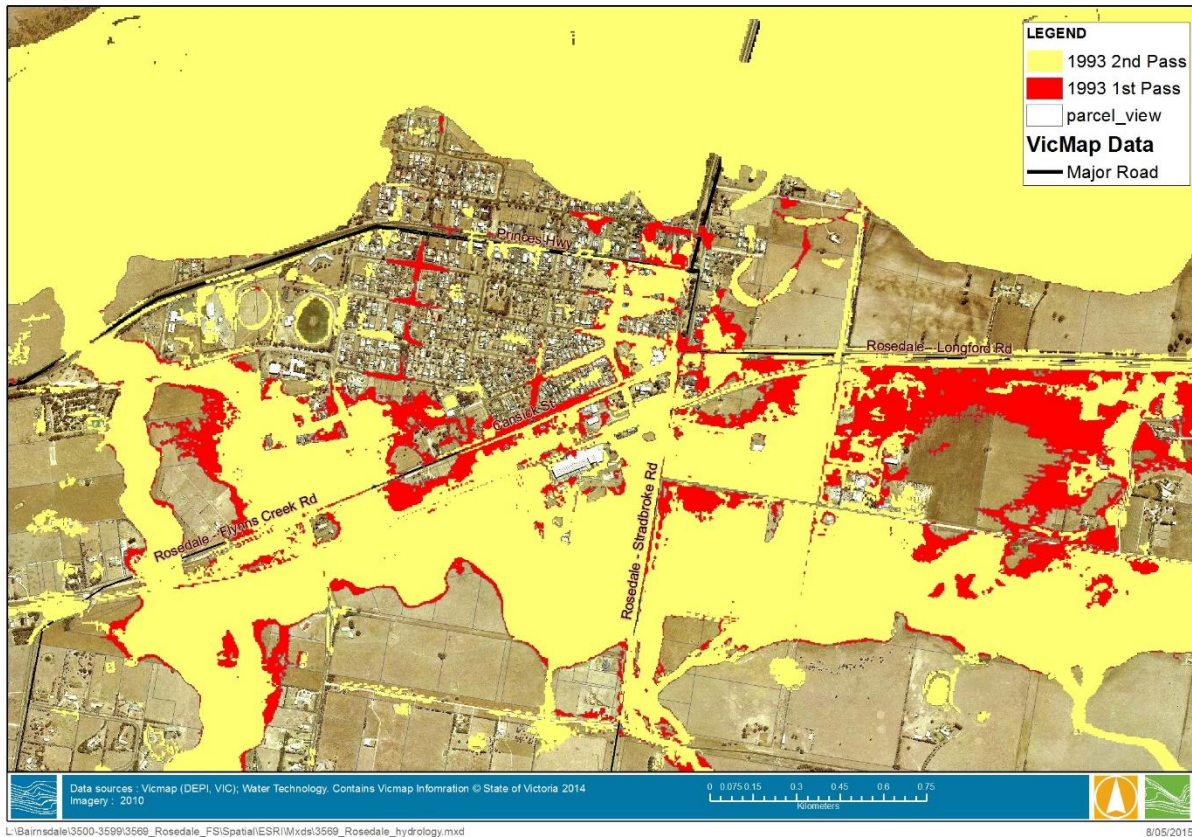 LEGEND
1993 2nd Pass
1993 1st Pass
parcel_view
VicMap Data
Major Road
Princes Hwy
Rosedale - Longford Rd
Cansick St
Rosedale - Flynns Creek Rd
Rosedale - Stradbroke Rd
Data sources : Vicmap (DEPI, VIC); Water Technology. Contains Vicmap Infomration © State of Victoria 2014
Imagery : 2010
0 0.075 0.15 0.3 0.45 0.6 0.75
Kilometers
L:\Bairnsdale\3500-3599\3569_Rosedale_FS\Spatial\ESRI\Mxds\3569_Rosedale_hydrology.mxd
8/05/2015